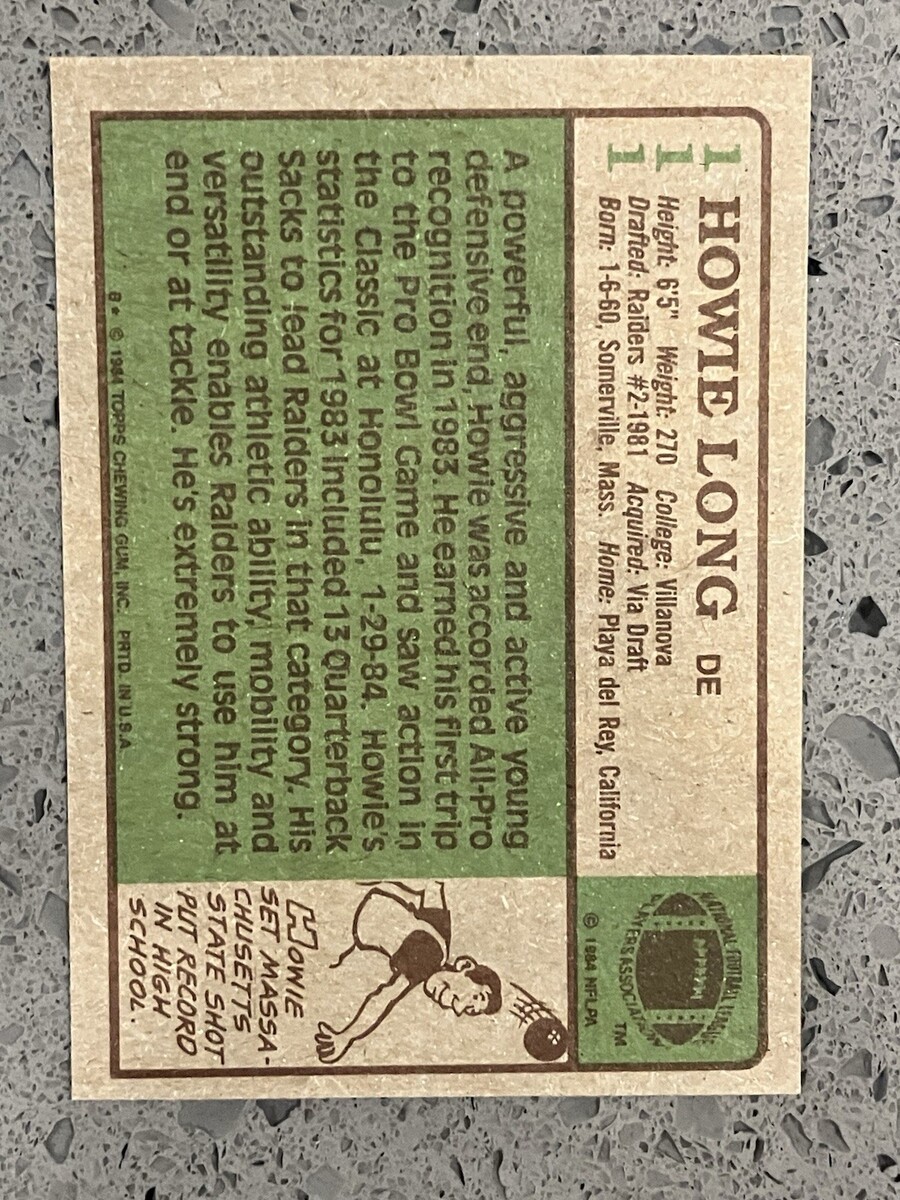 111
HOWIE LONG DE
Height: 6'5" Weight: 270 College: Villanova
Drafted: Raiders #2-1981 Acquired: Via Draft
Born: 1-6-60, Somerville, Mass. Home: Playa del Rey, California
NATIONAL FOOTBALL LEAGUE
NFLPA
PLAYERS ASSOCIATION
TM
© 1984 NFLPA
A powerful, aggressive and active young
defensive end, Howie was accorded All-Pro
recognition in 1983. He earned his first trip
to the Pro Bowl Game and saw action in
the Classic at Honolulu, 1-29-84. Howie's
statistics for 1983 included 13 Quarterback
Sacks to lead Raiders in that category. His
outstanding athletic ability, mobility and
versatility enables Raiders to use him at
end or at tackle. He's extremely strong.
B* © 1984 TOPPS CHEWING GUM, INC. PRTD. IN U.S.A.
HOWIE
SET MASSA-
CHUSETTS
STATE SHOT
PUT RECORD
IN HIGH
SCHOOL.